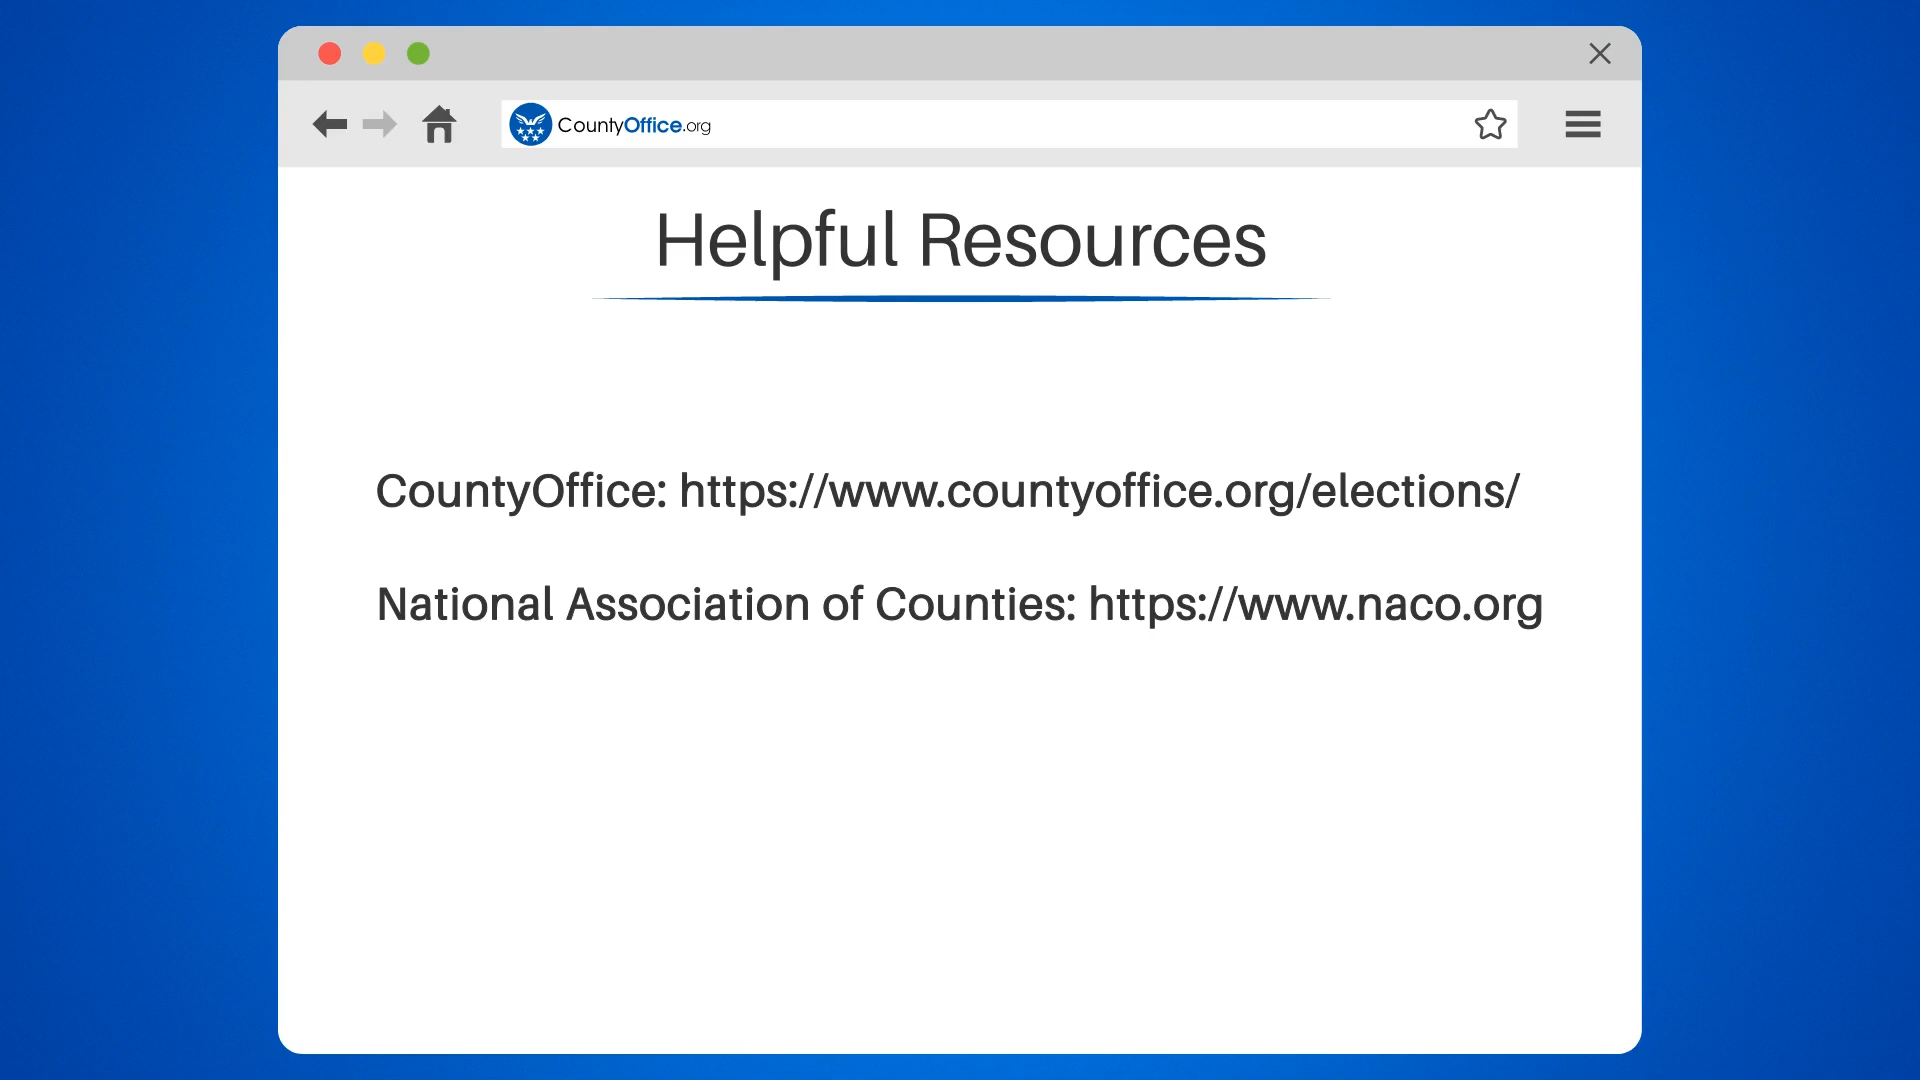 CountyOffice.org
Helpful Resources
CountyOffice: https://www.countyoffice.org/elections/
National Association of Counties: https://www.naco.org